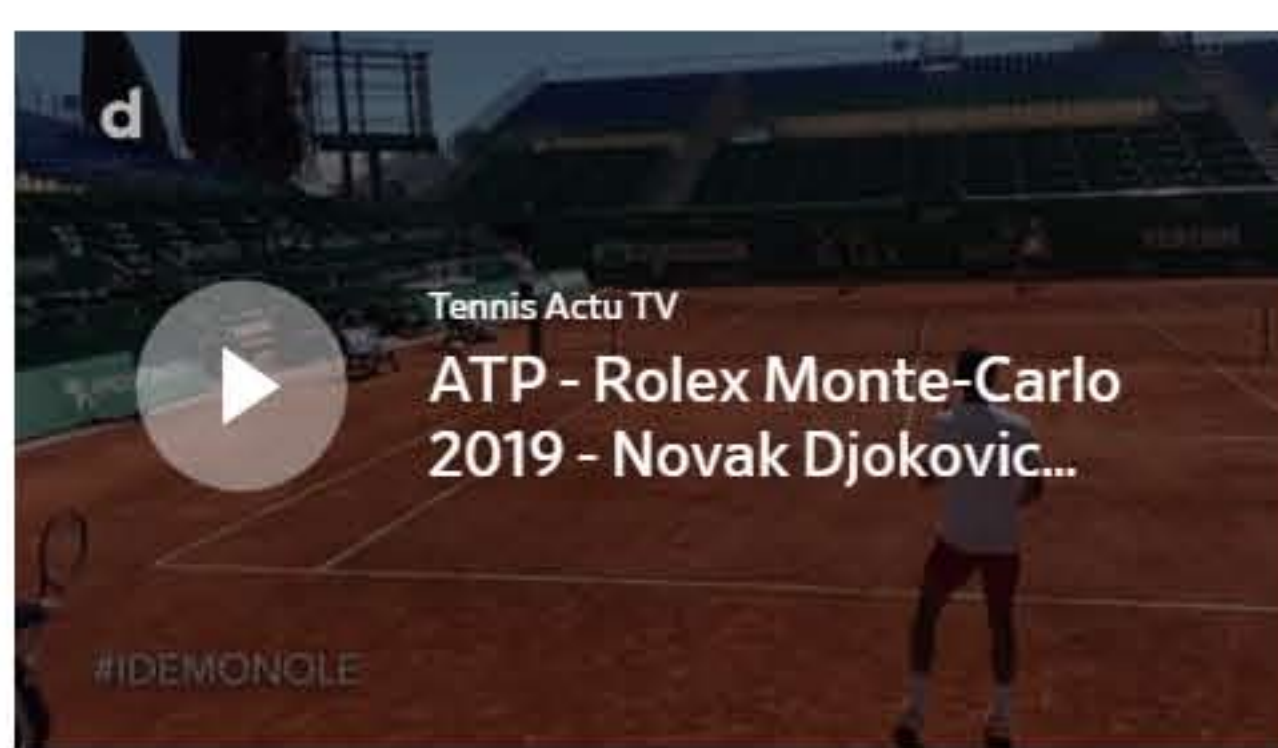 d
Tennis Actu TV
ATP - Rolex Monte-Carlo
2019 - Novak Djokovic...
#IDEMONOLE